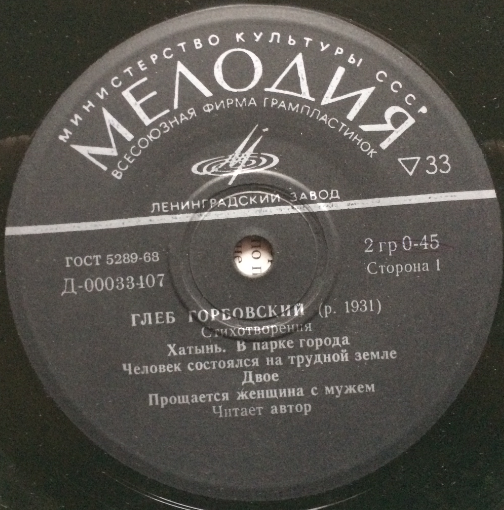 МИНИСТЕРСТВО КУЛЬТУРЫ СССР
МЕЛОДИЯ
ВСЕСОЮЗНАЯ ФИРМА ГРАМПЛАСТИНОК
▽33
ЛЕНИНГРАДСКИЙ ЗАВОД
ГОСТ 5289-68
Д-00033407
2 гр 0-45
Сторона 1
ГЛЕБ ГОРБОВСКИЙ (р. 1931)
Стихотворения
Хатынь. В парке города
Человек состоялся на трудной земле
Двое
Прощается женщина с мужем
Читает автор